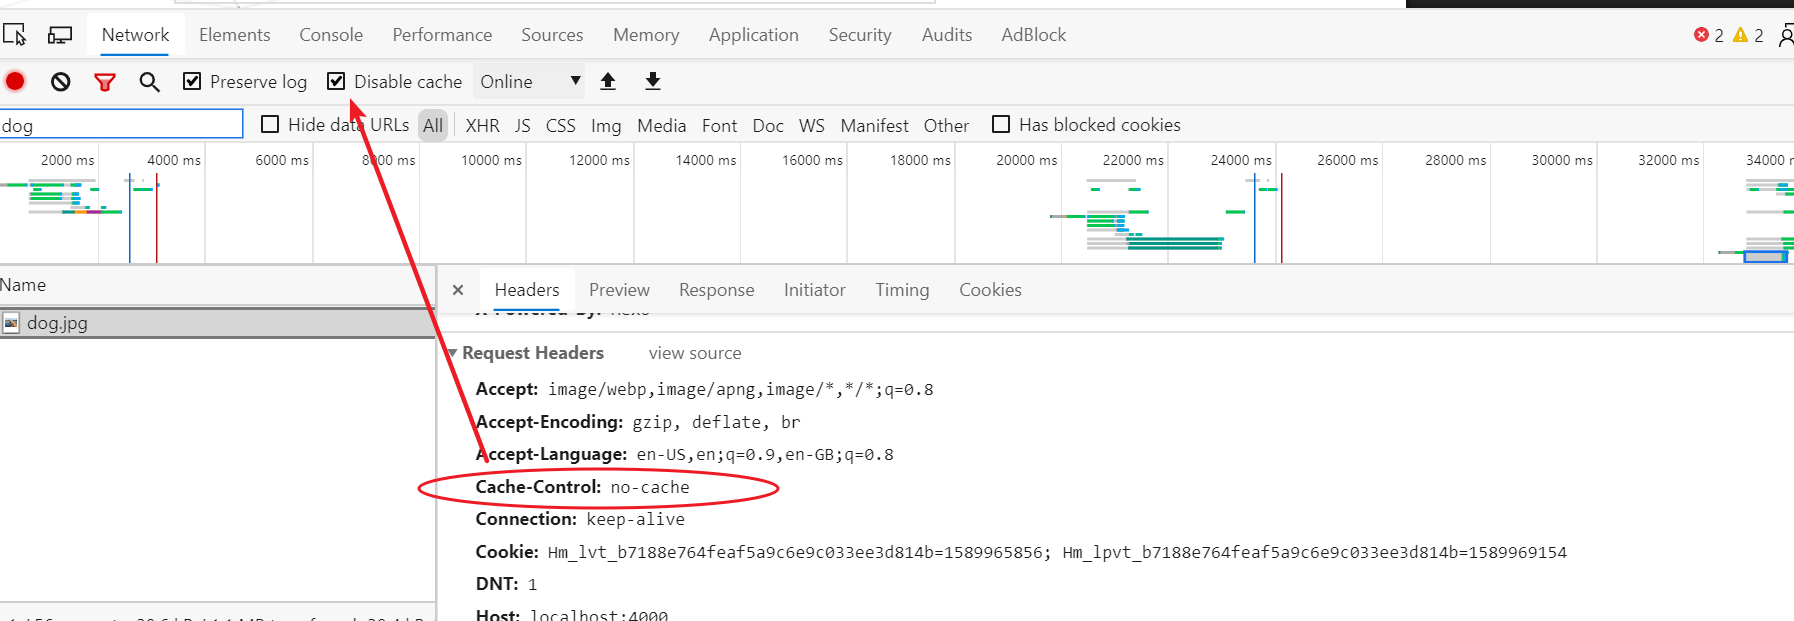 Network Elements Console Performance Sources Memory Application Security Audits AdBlock 2 2
Preserve log Disable cache Online
dog Hide data URLs All XHR JS CSS Img Media Font Doc WS Manifest Other Has blocked cookies
2000 ms 4000 ms 6000 ms 8000 ms 10000 ms 12000 ms 14000 ms 16000 ms 18000 ms 20000 ms 22000 ms 24000 ms 26000 ms 28000 ms 30000 ms 32000 ms 34000
Name × Headers Preview Response Initiator Timing Cookies
dog.jpg
X-Powered-By: hexo
Request Headers view source
Accept: image/webp,image/apng,image/*,*/*;q=0.8
Accept-Encoding: gzip, deflate, br
Accept-Language: en-US,en;q=0.9,en-GB;q=0.8
Cache-Control: no-cache
Connection: keep-alive
Cookie: Hm_lvt_b7188e764feaf5a9c6e9c033ee3d814b=1589965856; Hm_lpvt_b7188e764feaf5a9c6e9c033ee3d814b=1589969154
DNT: 1
Host: localhost:4000